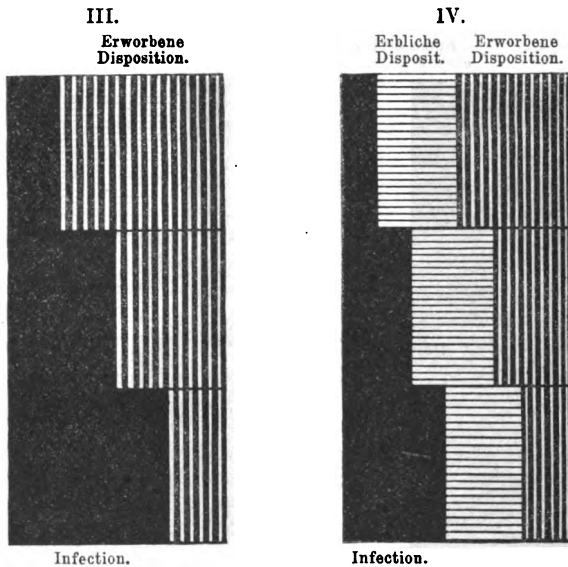 III.
Erworbene
Disposition.
Infection.
IV.
Erbliche
Disposit.
Erworbene
Disposition.
Infection.